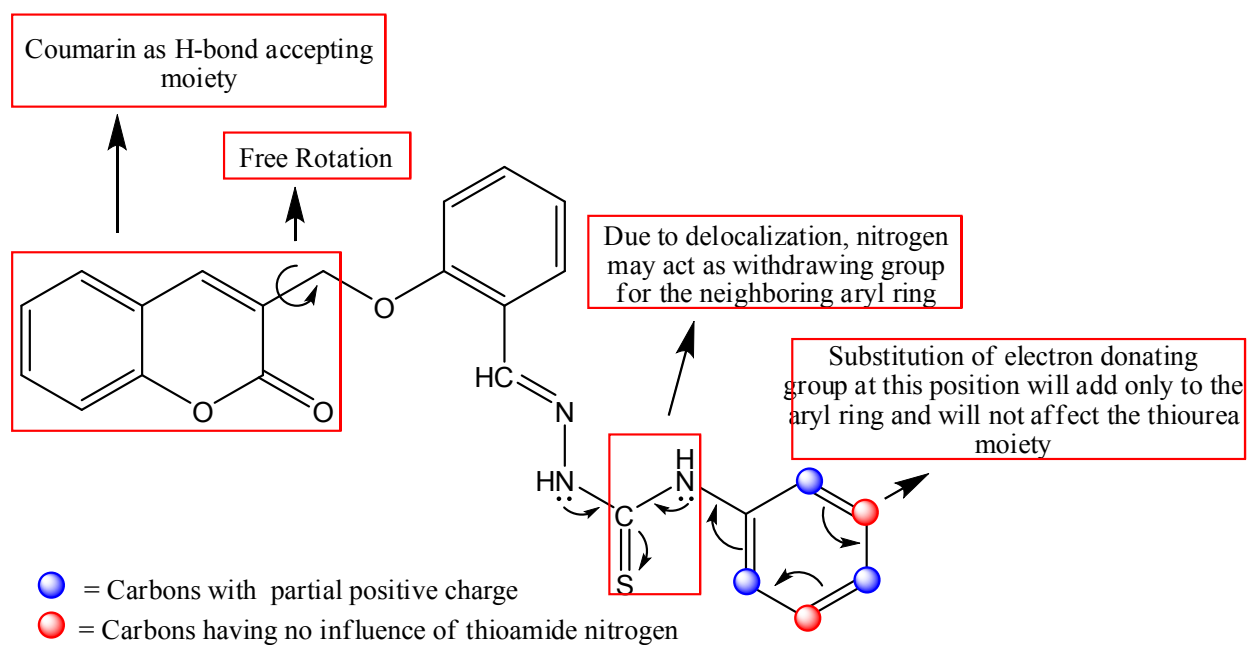 Coumarin as H-bond accepting
moiety
Free Rotation
Due to delocalization, nitrogen
may act as withdrawing group
for the neighboring aryl ring
Substitution of electron donating
group at this position will add only to the
aryl ring and will not affect the thiourea
moiety
O
O
O
HC
N
HN
H
N
C
S
= Carbons with partial positive charge
= Carbons having no influence of thioamide nitrogen